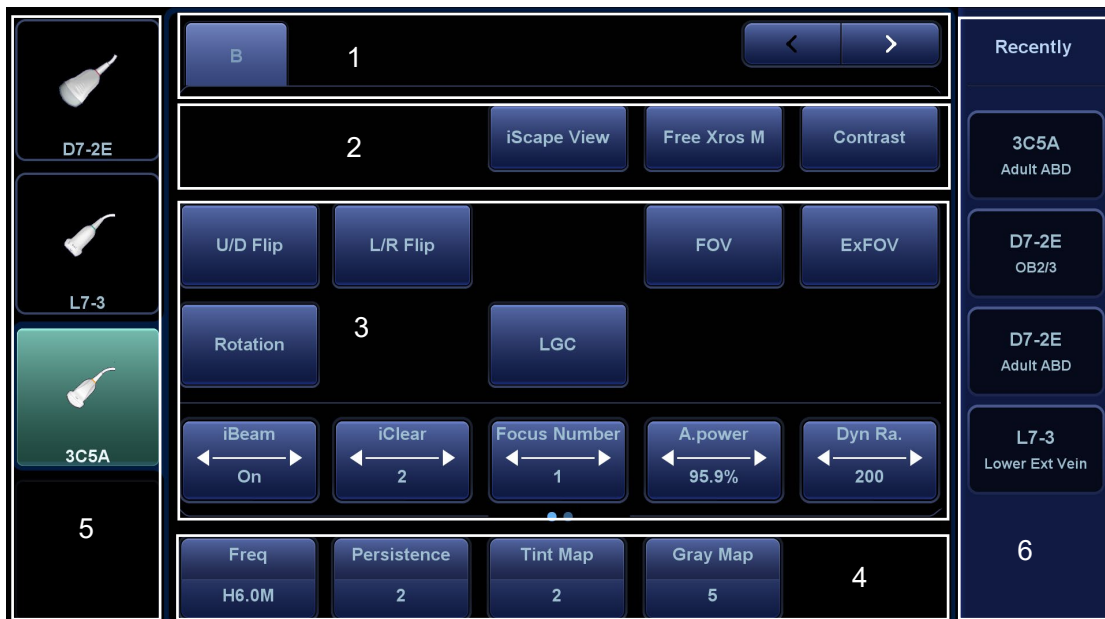 D7-2E
L7-3
3C5A
5
B
1
<
>
2
iScape View
Free Xros M
Contrast
U/D Flip
L/R Flip
FOV
ExFOV
Rotation
3
LGC
iBeam
On
iClear
2
Focus Number
1
A.power
95.9%
Dyn Ra.
200
Freq
H6.0M
Persistence
2
Tint Map
2
Gray Map
5
4
Recently
3C5A
Adult ABD
D7-2E
OB2/3
D7-2E
Adult ABD
L7-3
Lower Ext Vein
6